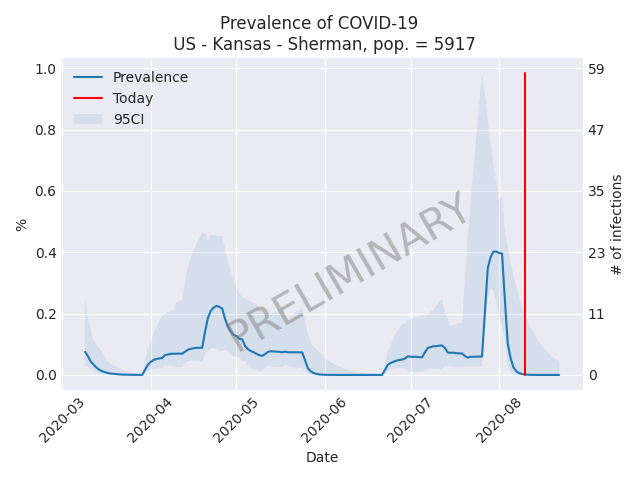 Prevalence of COVID-19
US - Kansas - Sherman, pop. = 5917
Prevalence
Today
95CI
PRELIMINARY
1.0
0.8
0.6
0.4
0.2
0.0
%
59
47
35
23
11
0
# of infections
2020-03
2020-04
2020-05
2020-06
2020-07
2020-08
Date